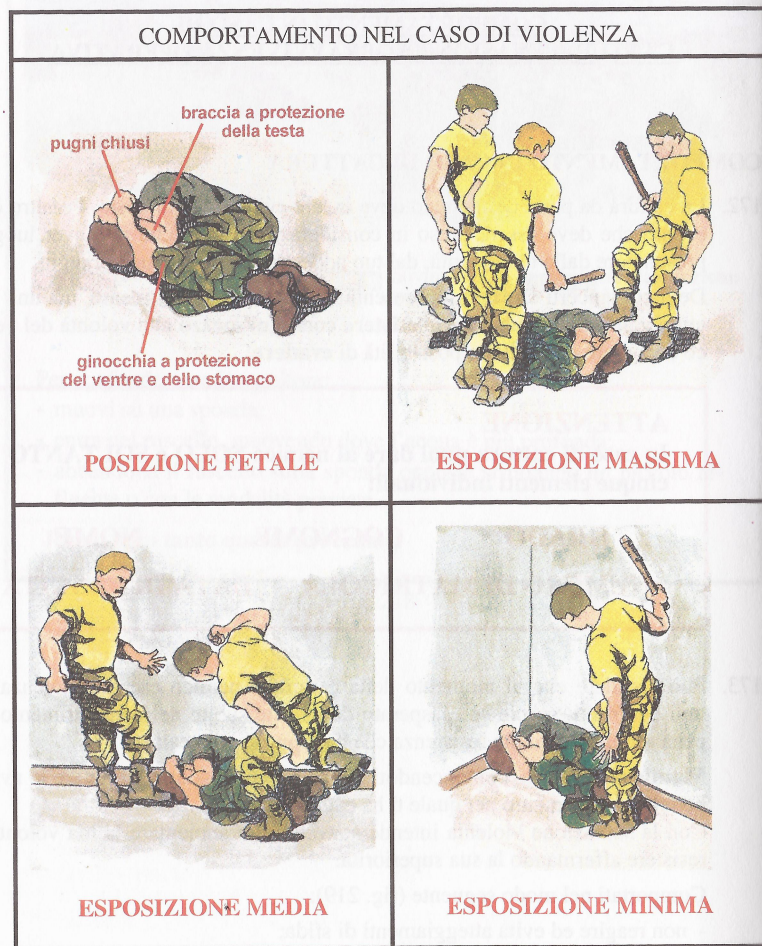 COMPORTAMENTO NEL CASO DI VIOLENZA
braccia a protezione
della testa
pugni chiusi
ginocchia a protezione
del ventre e dello stomaco
POSIZIONE FETALE
ESPOSIZIONE MASSIMA
ESPOSIZIONE MEDIA
ESPOSIZIONE MINIMA